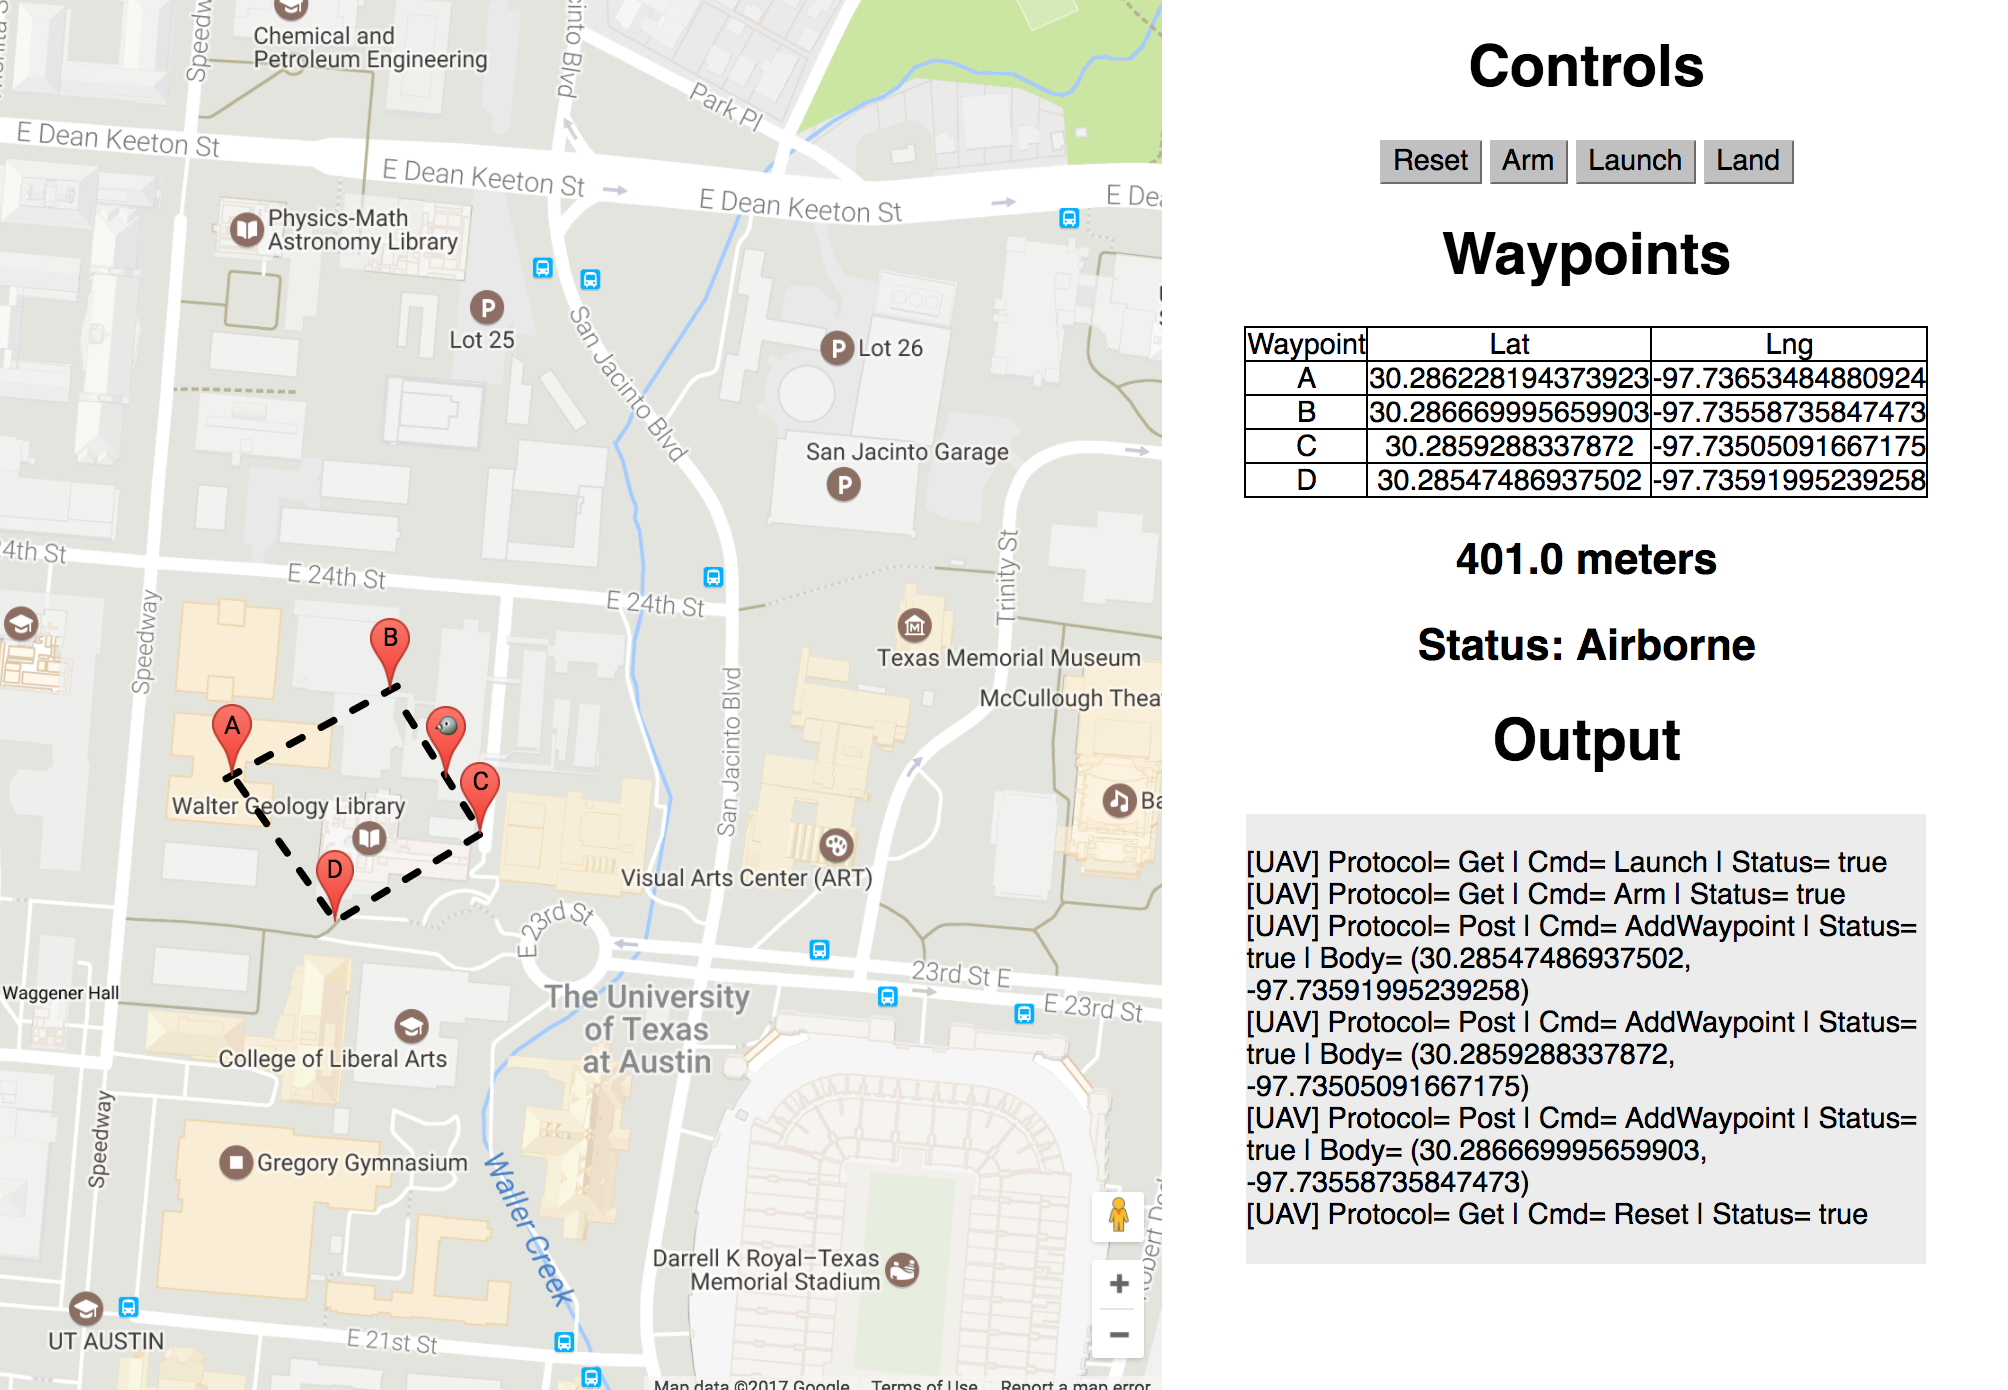 Speedw
Chemical and
Petroleum Engineering
cinto Blvd
Park Pl
E Dean Keeton St
E Dean Keeton St
E Dean Keeton St
E De
Physics-Math
Astronomy Library
P
Lot 25
San Jacinto Blvd
P
Lot 26
San Jacinto Garage
P
4th St
E 24th St
E 24th St
Trinity St
Speedway
B
M
Texas Memorial Museum
McCullough Thea
A
C
San Jacinto Blvd
Walter Geology Library
Ba
D
Visual Arts Center (ART)
E 23rd St
23rd St E
E 23rd St
Waggener Hall
The University
of Texas
at Austin
College of Liberal Arts
Speedway
Gregory Gymnasium
Waller Creek
Darrell K Royal–Texas
Memorial Stadium
obert Ded
+
−
UT AUSTIN
E 21st St
Map data ©2017 Google
Terms of Use
Report a map error
Controls
Reset Arm Launch Land
Waypoints
Waypoint Lat Lng
A 30.286228194373923 -97.73653484880924
B 30.286669995659903 -97.73558735847473
C 30.2859288337872 -97.73505091667175
D 30.28547486937502 -97.73591995239258
401.0 meters
Status: Airborne
Output
[UAV] Protocol= Get | Cmd= Launch | Status= true
[UAV] Protocol= Get | Cmd= Arm | Status= true
[UAV] Protocol= Post | Cmd= AddWaypoint | Status=
true | Body= (30.28547486937502,
-97.73591995239258)
[UAV] Protocol= Post | Cmd= AddWaypoint | Status=
true | Body= (30.2859288337872,
-97.73505091667175)
[UAV] Protocol= Post | Cmd= AddWaypoint | Status=
true | Body= (30.286669995659903,
-97.73558735847473)
[UAV] Protocol= Get | Cmd= Reset | Status= true